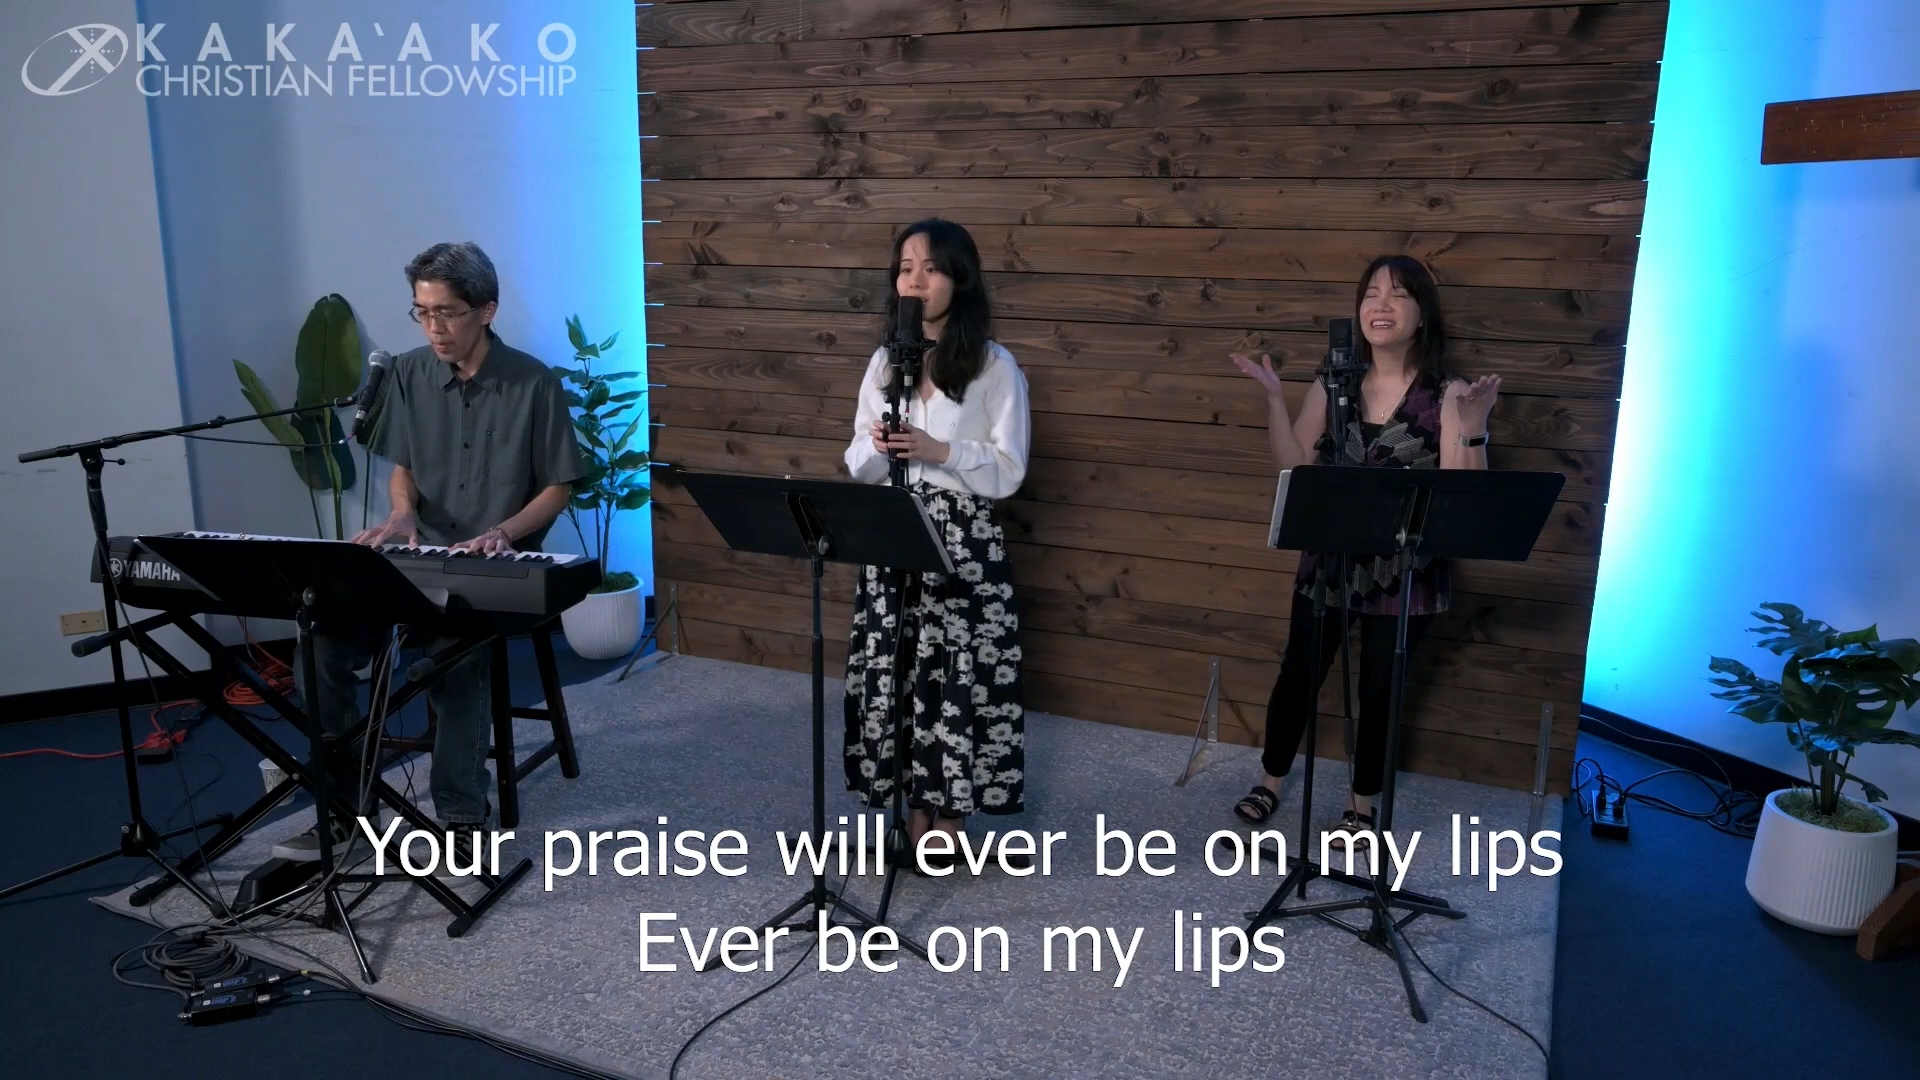 KAKA‘AKO
CHRISTIAN FELLOWSHIP
YAMAHA
Your praise will ever be on my lips
Ever be on my lips